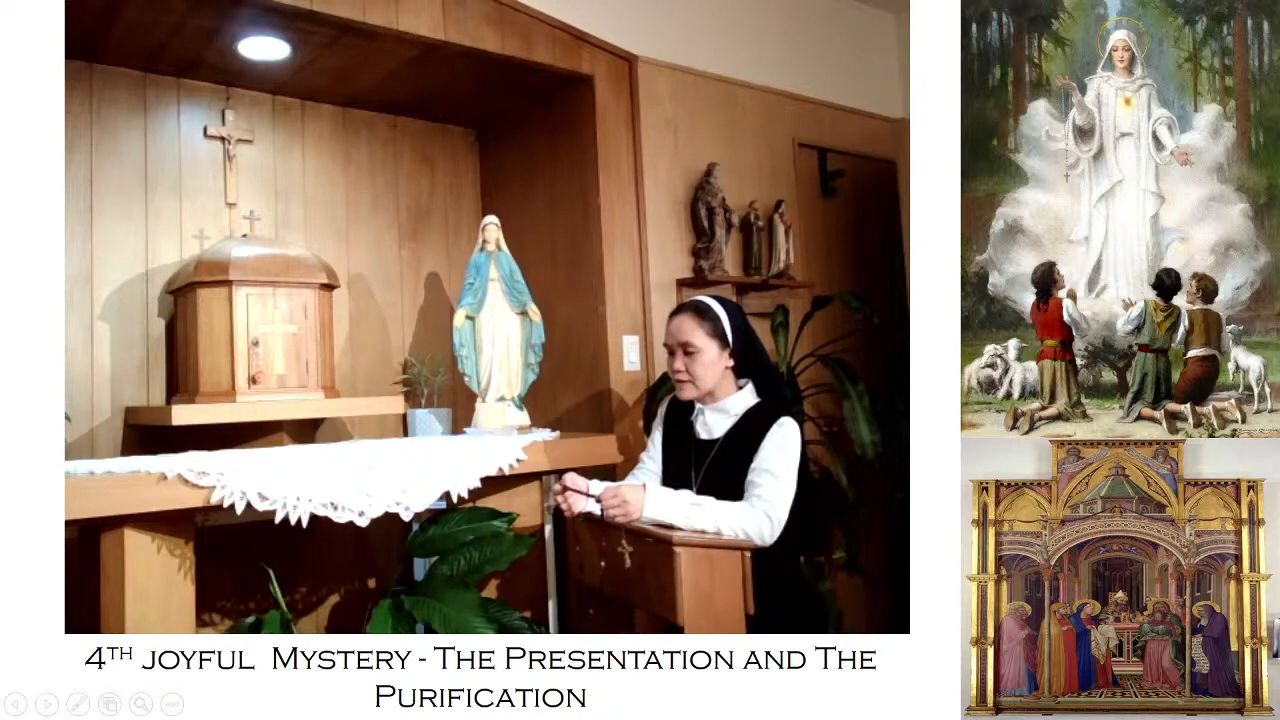 4TH JOYFUL MYSTERY - THE PRESENTATION AND THE
PURIFICATION